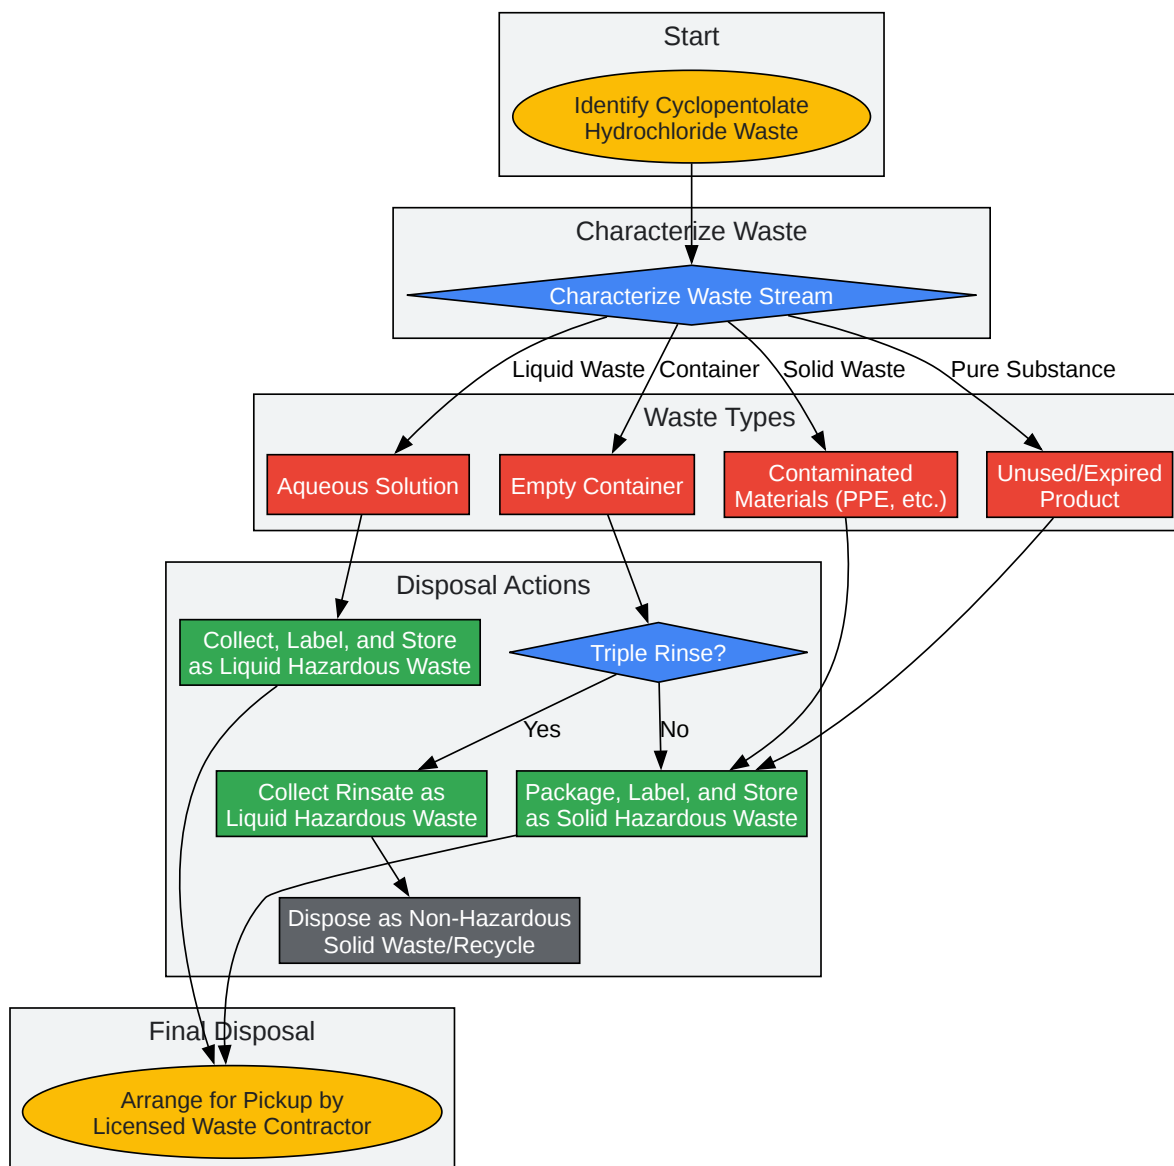 Start
Identify Cyclopentolate
Hydrochloride Waste
Characterize Waste
Characterize Waste Stream
Liquid Waste
Container
Solid Waste
Pure Substance
Waste Types
Aqueous Solution
Empty Container
Contaminated
Materials (PPE, etc.)
Unused/Expired
Product
Disposal Actions
Collect, Label, and Store
as Liquid Hazardous Waste
Triple Rinse?
Yes
No
Collect Rinsate as
Liquid Hazardous Waste
Package, Label, and Store
as Solid Hazardous Waste
Dispose as Non-Hazardous
Solid Waste/Recycle
Final Disposal
Arrange for Pickup by
Licensed Waste Contractor